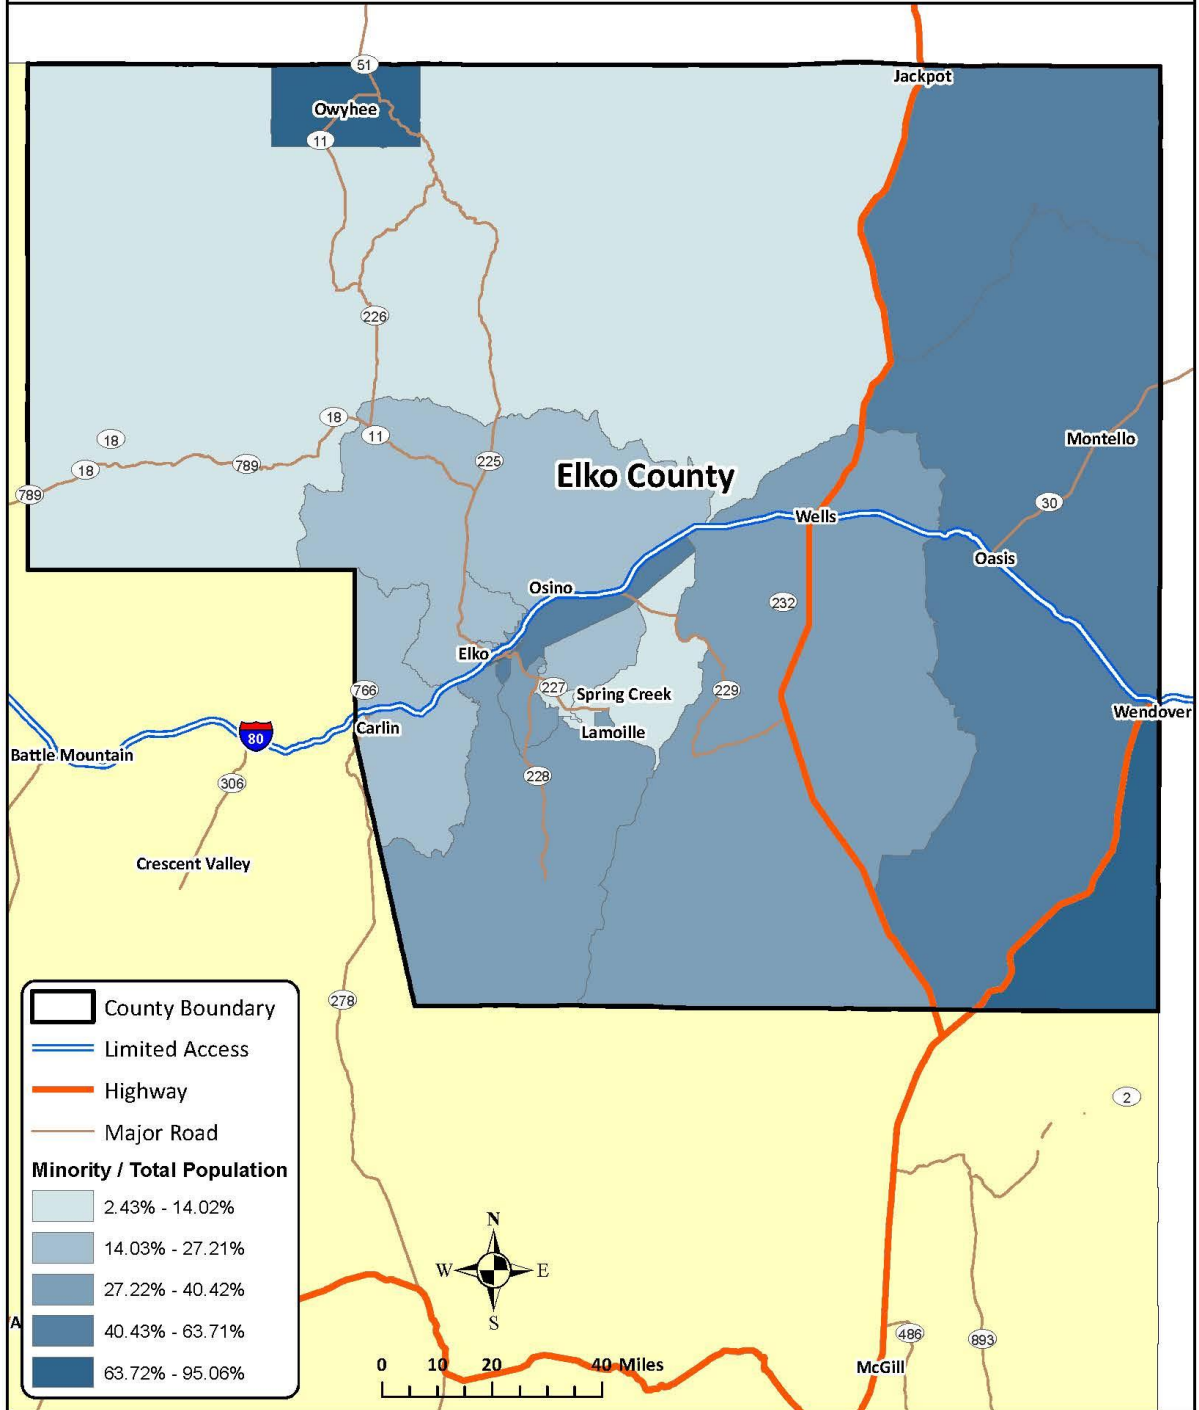 51
Jackpot
Owyhee
11
226
18
11
18
Montello
225
18
789
Elko County
789
30
Wells
Oasis
Osino
232
Elko
766
227
Spring Creek
229
Wendover
Carlin
Lamoille
80
Battle Mountain
228
306
Crescent Valley
278
County Boundary
Limited Access
Highway
Major Road
Minority / Total Population
2.43% - 14.02%
14.03% - 27.21%
27.22% - 40.42%
40.43% - 63.71%
63.72% - 95.06%
2
N
W E
S
A
0 10 20 40 Miles
486
893
McGill